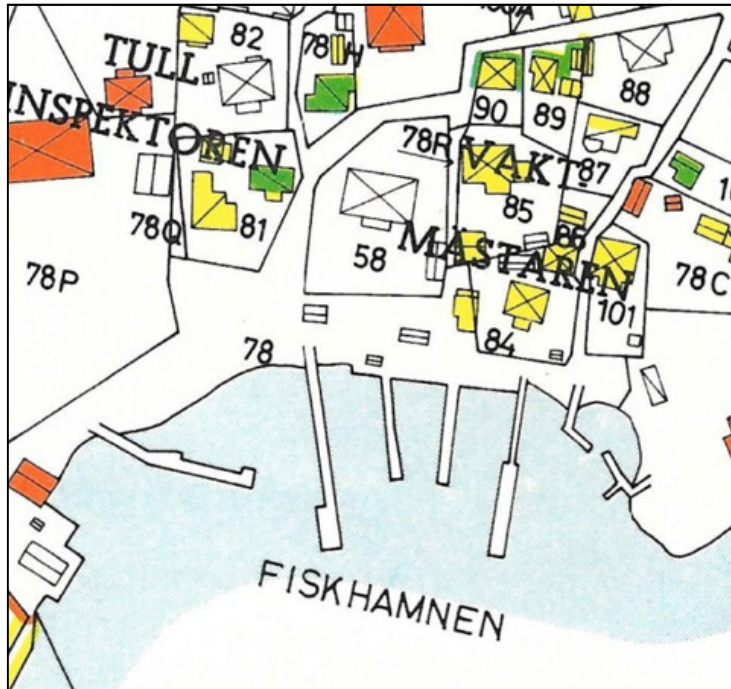 82
TULL
78 H
INSPEKTOREN
90
89
88
78R
VAKT-
87
81
85
86
78Q
58
MÄSTAREN
78P
78C
101
78
84
FISKHAMNEN